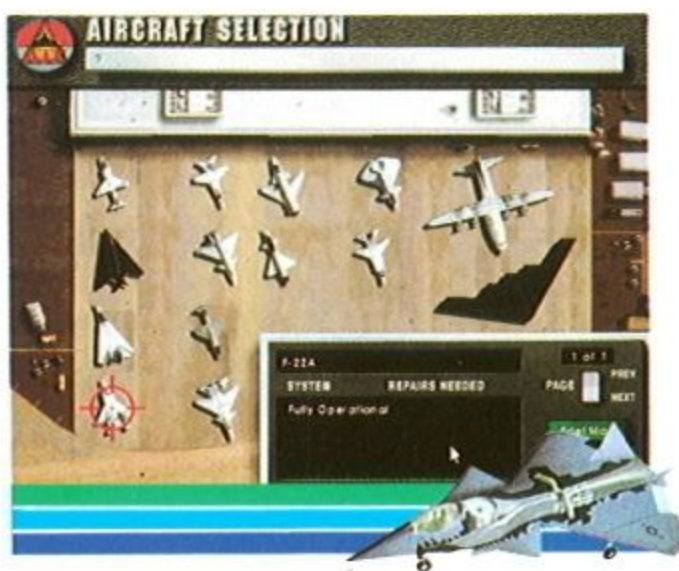 AIRCRAFT SELECTION
?
F-22A
1 of 1
SYSTEM REPAIRS NEEDED
PAGE
PREV
NEXT
Fully Operational